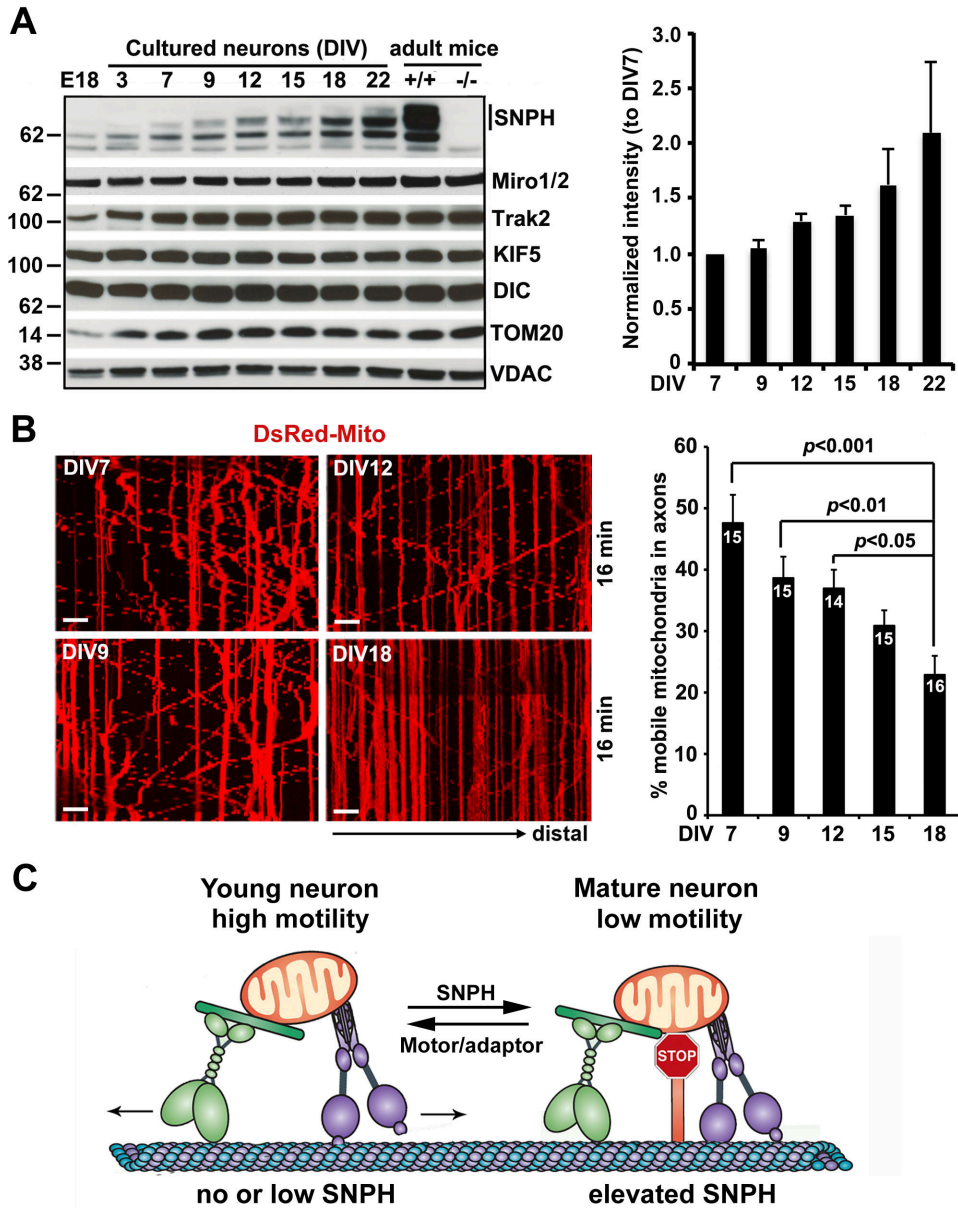 A
Cultured neurons (DIV)
adult mice
E18 3 7 9 12 15 18 22 +/+ -/-
62
SNPH
62
Miro1/2
100
Trak2
100
KIF5
62
DIC
14
TOM20
38
VDAC
Normalized intensity (to DIV7)
3.0
2.5
2.0
1.5
1.0
0.5
0
DIV 7 9 12 15 18 22
B
DsRed-Mito
DIV7
DIV12
16 min
DIV9
DIV18
16 min
distal
% mobile mitochondria in axons
60
50
40
30
20
10
0
p<0.001
p<0.01
p<0.05
15
15
14
15
16
DIV 7 9 12 15 18
C
Young neuron
high motility
Mature neuron
low motility
SNPH
Motor/adaptor
STOP
no or low SNPH
elevated SNPH